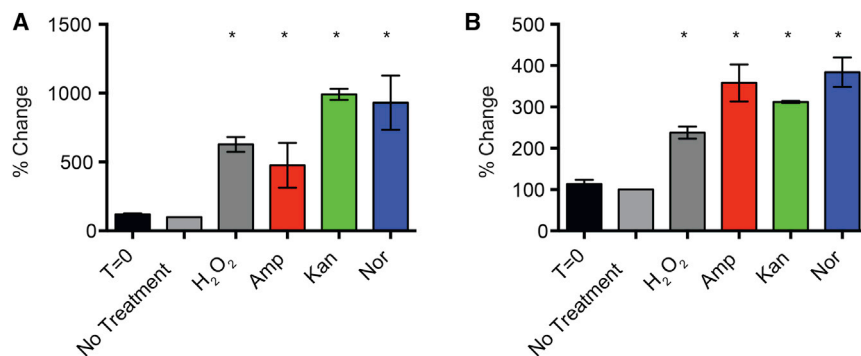 A
1500
1000
500
0
% Change
* * * *
T=0
No Treatment
H₂O₂
Amp
Kan
Nor
B
500
400
300
200
100
0
% Change
* * * *
T=0
No Treatment
H₂O₂
Amp
Kan
Nor